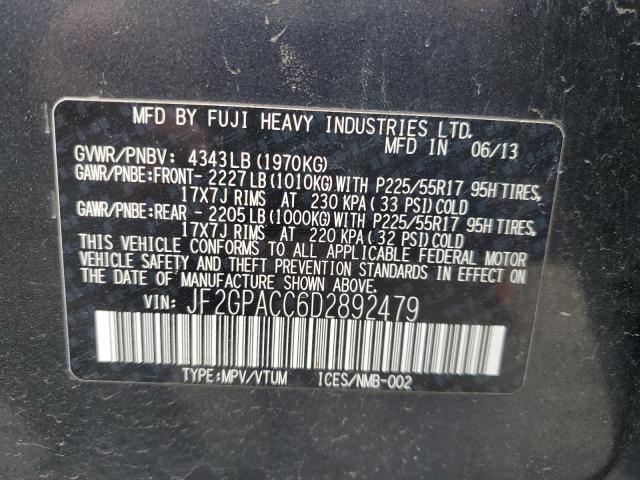 MFD BY FUJI HEAVY INDUSTRIES LTD.
MFD IN 06/13
GVWR/PNBV: 4343LB(1970KG)
GAWR/PNBE:FRONT- 2227LB(1010KG)WITH P225/55R17 95H TIRES,
17X7J RIMS AT 230 KPA(33 PSI)COLD
GAWR/PNBE:REAR - 2205LB(1000KG)WITH P225/55R17 95H TIRES,
17X7J RIMS AT 220 KPA(32 PSI)COLD
THIS VEHICLE CONFORMS TO ALL APPLICABLE FEDERAL MOTOR
VEHICLE SAFETY AND THEFT PREVENTION STANDARDS IN EFFECT ON
THE DATE OF MANUFACTURE SHOWN ABOVE.
VIN: JF2GPACC6D2892479
TYPE:MPV/VTUM ICES/NMB-002